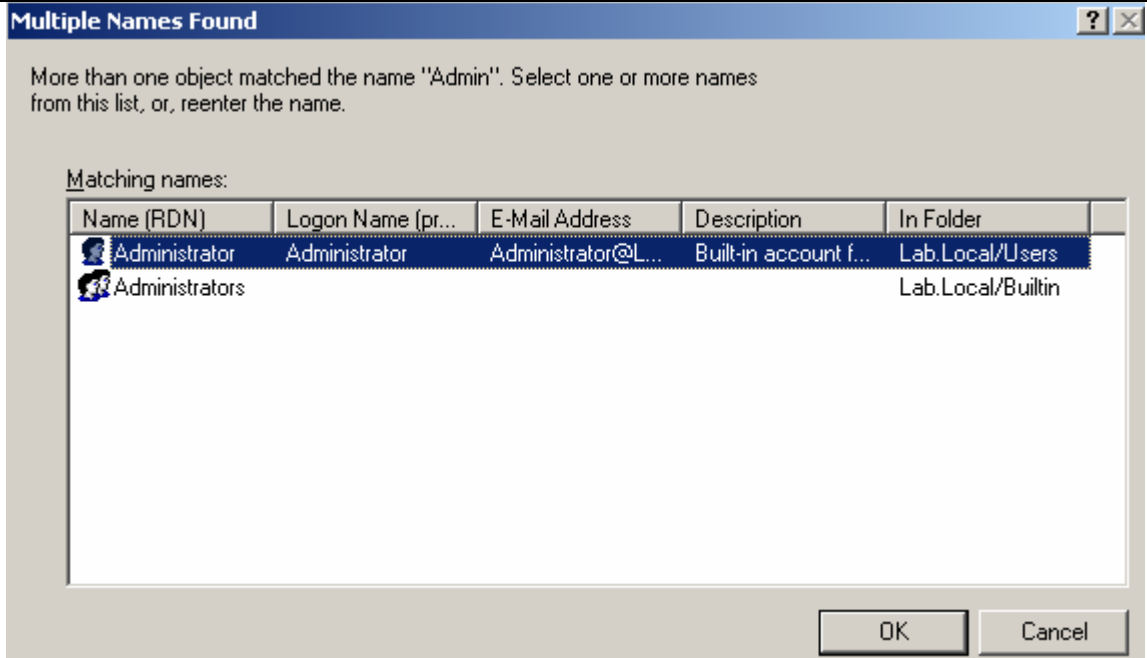 Multiple Names Found
More than one object matched the name "Admin". Select one or more names
from this list, or, reenter the name.
Matching names:
Name (RDN) Logon Name (pr... E-Mail Address Description In Folder
Administrator Administrator Administrator@L... Built-in account f... Lab.Local/Users
Administrators Lab.Local/Builtin
OK Cancel